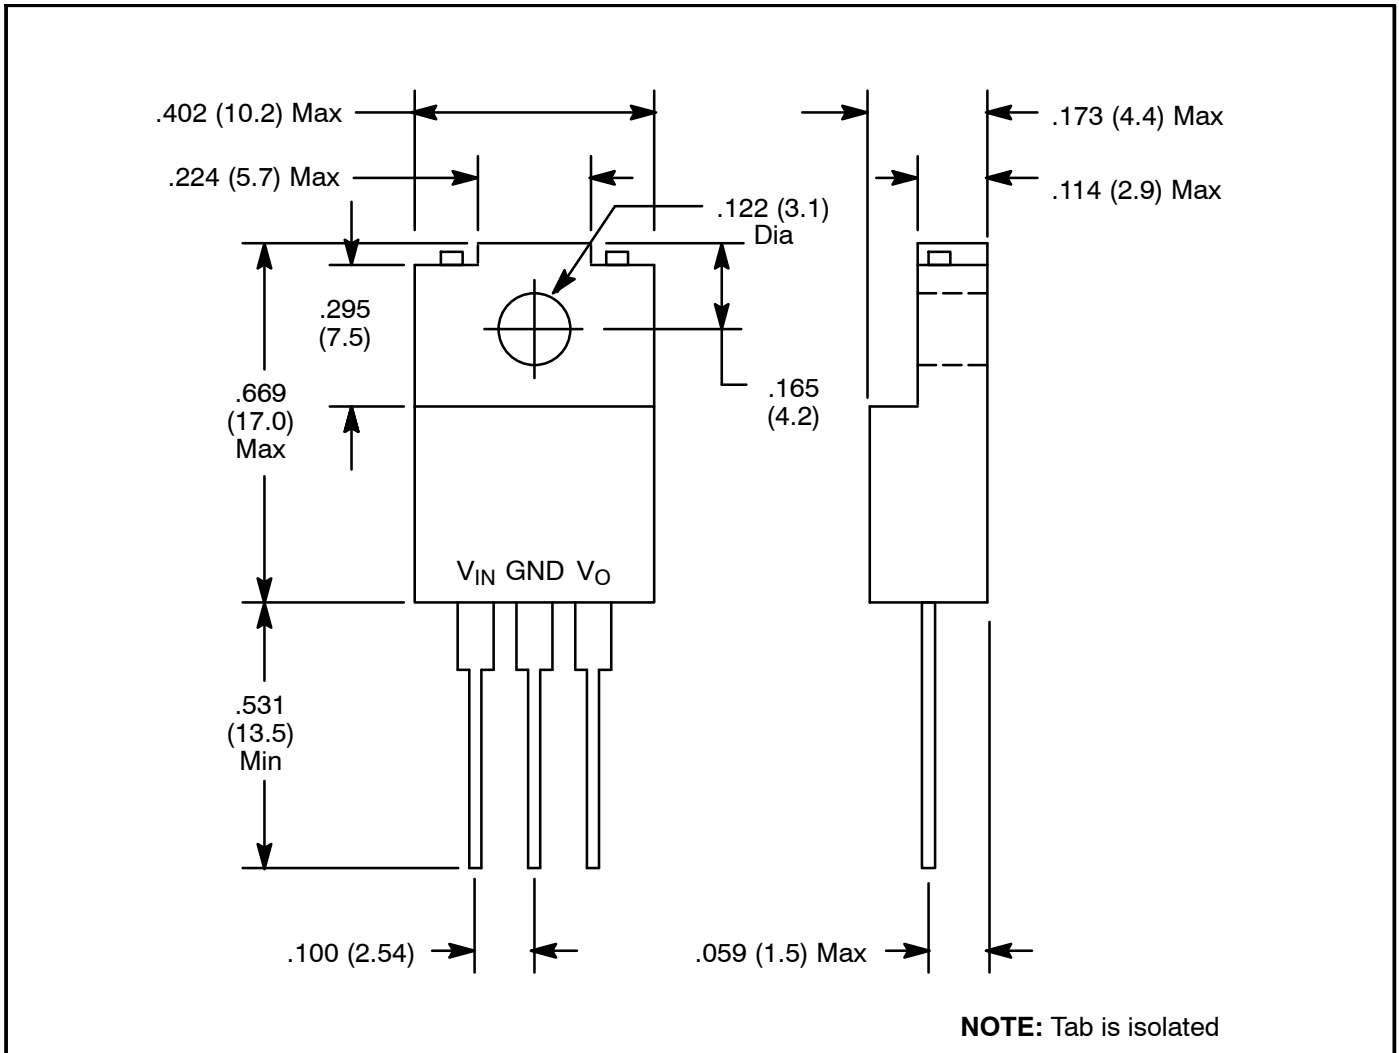 .402 (10.2) Max
.173 (4.4) Max
.224 (5.7) Max
.114 (2.9) Max
.122 (3.1)
Dia
.295
(7.5)
.669
(17.0)
Max
.165
(4.2)
VIN GND VO
.531
(13.5)
Min
.100 (2.54)
.059 (1.5) Max
NOTE: Tab is isolated